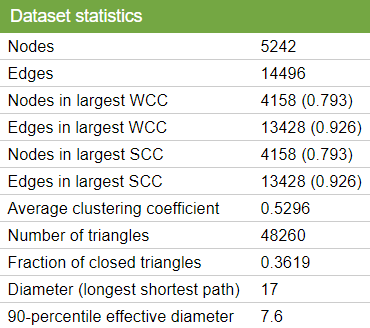 Dataset statistics
Nodes 5242
Edges 14496
Nodes in largest WCC 4158 (0.793)
Edges in largest WCC 13428 (0.926)
Nodes in largest SCC 4158 (0.793)
Edges in largest SCC 13428 (0.926)
Average clustering coefficient 0.5296
Number of triangles 48260
Fraction of closed triangles 0.3619
Diameter (longest shortest path) 17
90-percentile effective diameter 7.6